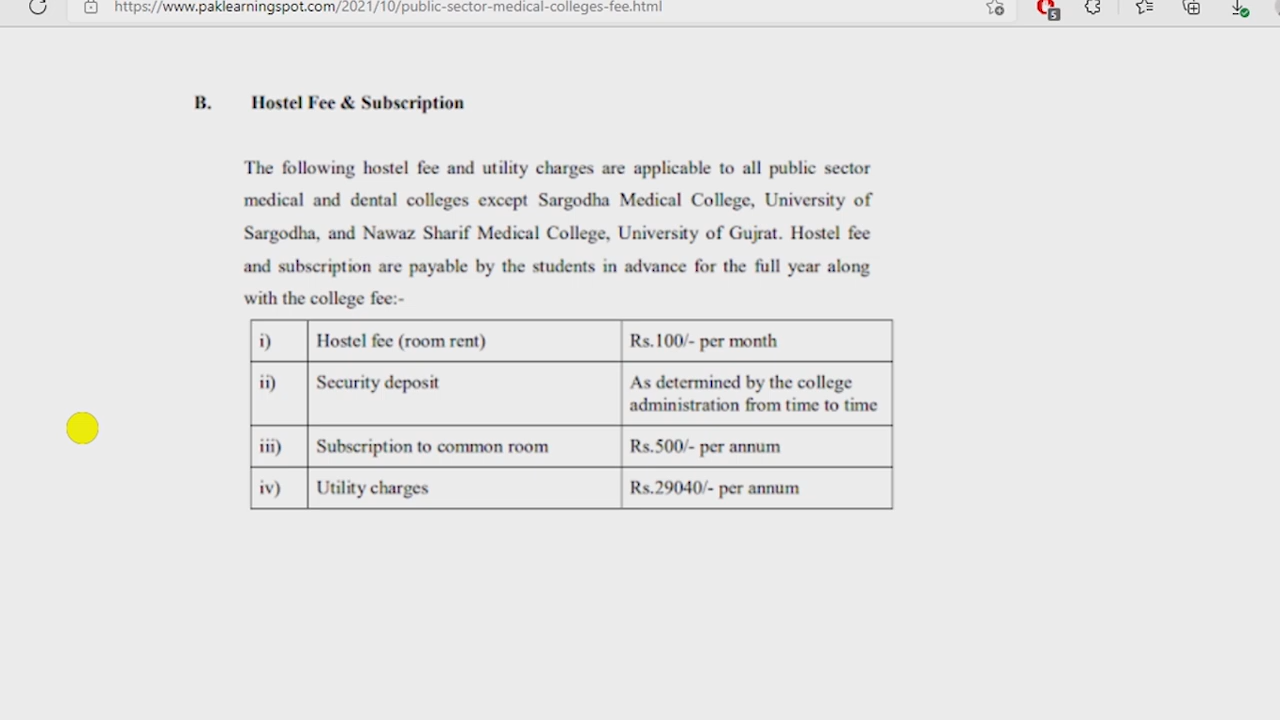 https://www.paklearningspot.com/2021/10/public-sector-medical-colleges-fee.html
5
B. Hostel Fee & Subscription
The following hostel fee and utility charges are applicable to all public sector
medical and dental colleges except Sargodha Medical College, University of
Sargodha, and Nawaz Sharif Medical College, University of Gujrat. Hostel fee
and subscription are payable by the students in advance for the full year along
with the college fee:-
i) Hostel fee (room rent) Rs.100/- per month
ii) Security deposit As determined by the college
administration from time to time
iii) Subscription to common room Rs.500/- per annum
iv) Utility charges Rs.29040/- per annum